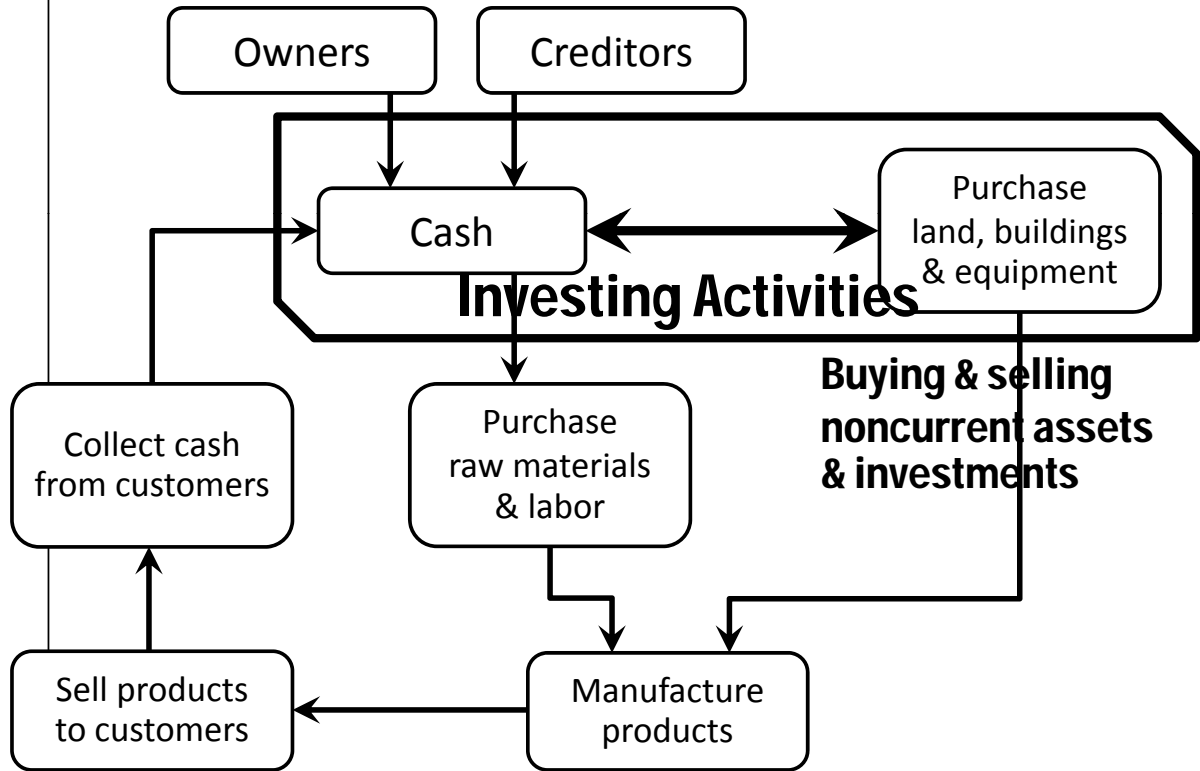 Owners
Creditors
Cash
Purchase
land, buildings
& equipment
Investing Activities
Buying & selling
noncurrent assets
& investments
Collect cash
from customers
Purchase
raw materials
& labor
Sell products
to customers
Manufacture
products